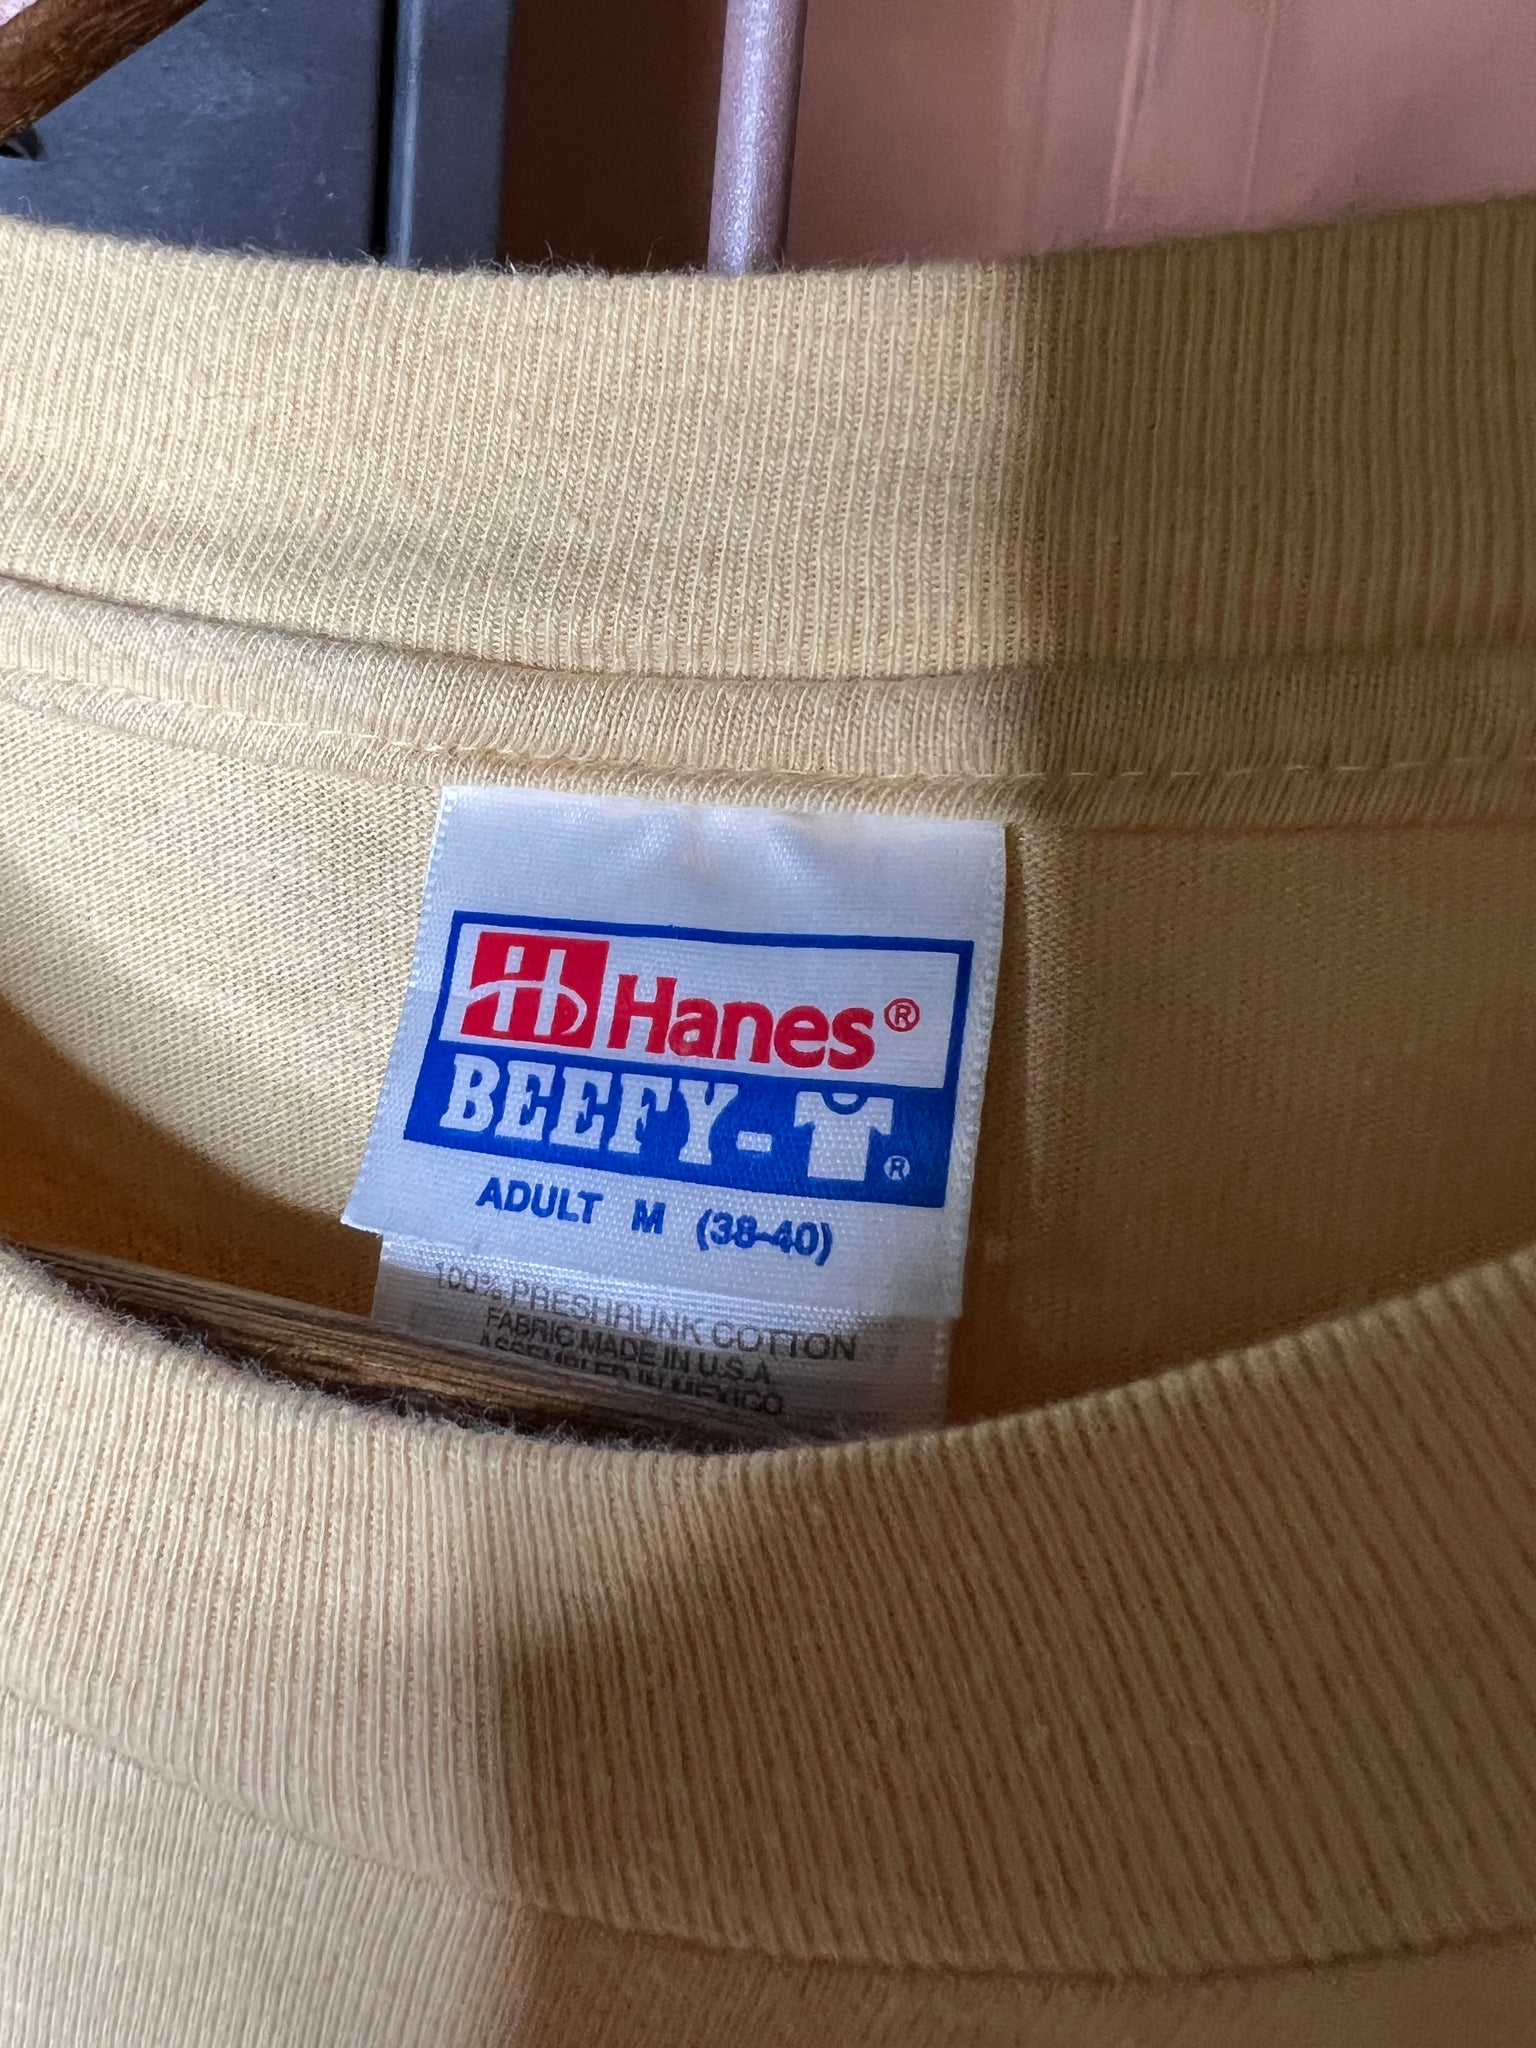 Hanes®
BEEFY-T®
ADULT M (38-40)
100% PRESHRUNK COTTON
FABRIC MADE IN U.S.A
ASSEMBLED IN MEXICO